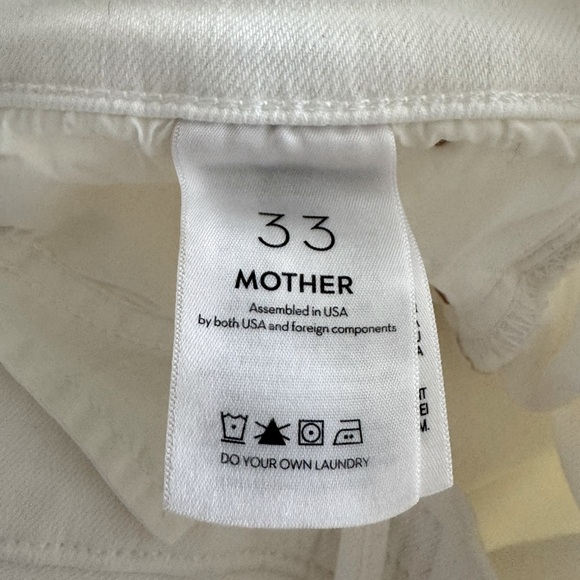 33
MOTHER
Assembled in USA
by both USA and foreign components
DO YOUR OWN LAUNDRY